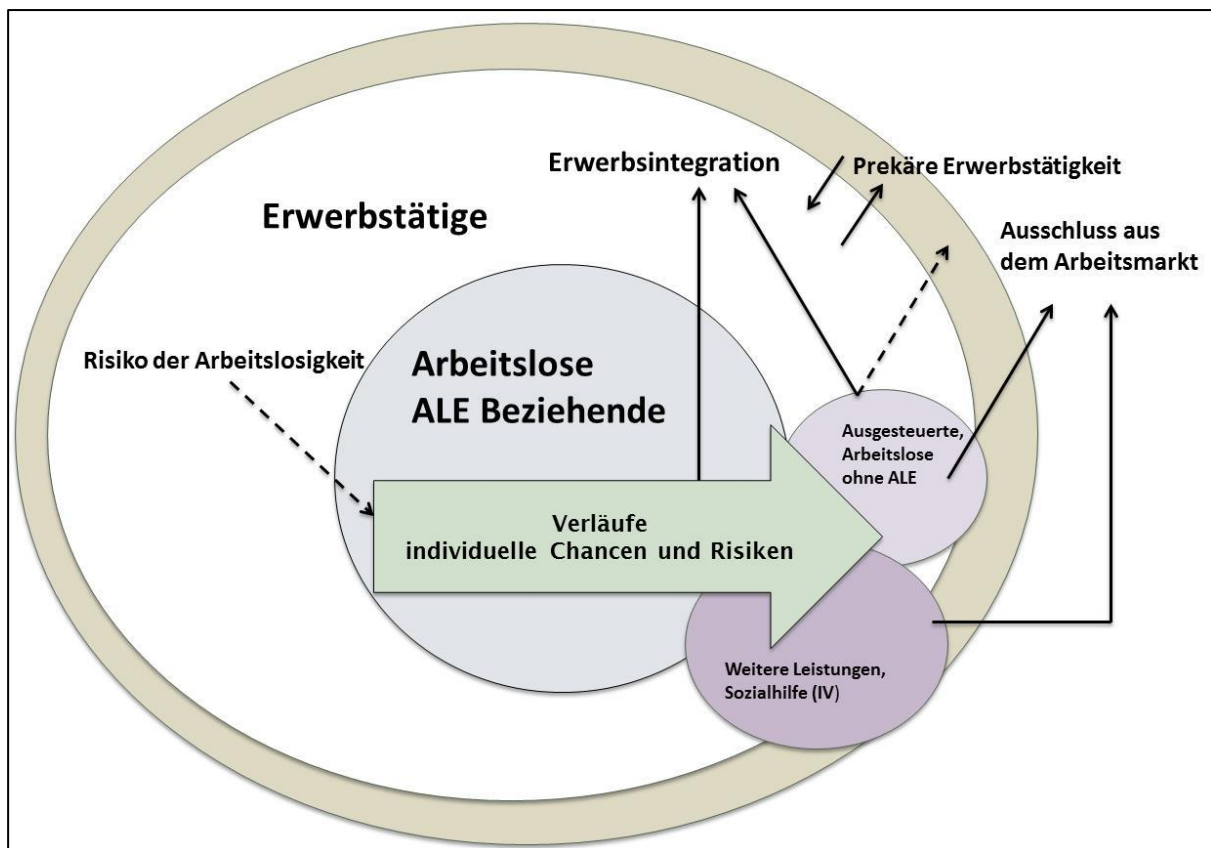 Erwerbsintegration
Prekäre Erwerbstätigkeit
Erwerbstätige
Ausschluss aus
dem Arbeitsmarkt
Risiko der Arbeitslosigkeit
Arbeitslose
ALE Beziehende
Ausgesteuerte,
Arbeitslose
ohne ALE
Verläufe
individuelle Chancen und Risiken
Weitere Leistungen,
Sozialhilfe (IV)